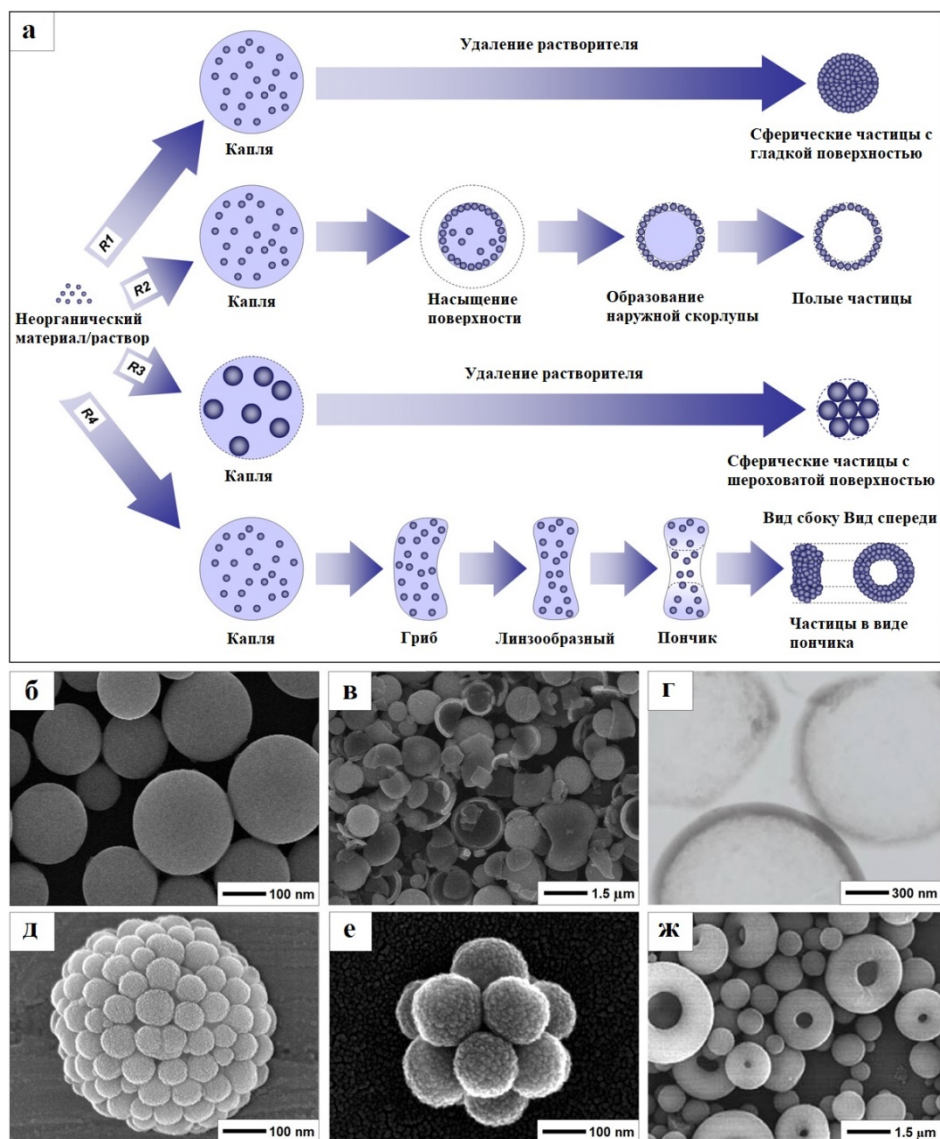 а
Удаление растворителя
Капля
Сферические частицы с
гладкой поверхностью
R1
R2
Капля
Насыщение
поверхности
Образование
наружной скорлупы
Полые частицы
Неорганический
материал/раствор
R3
Удаление растворителя
R4
Капля
Сферические частицы с
шероховатой поверхностью
Вид сбоку Вид спереди
Капля
Гриб
Линзообразный
Пончик
Частицы в виде
пончика
б
100 nm
в
1.5 μm
г
300 nm
д
100 nm
е
100 nm
ж
1.5 μm